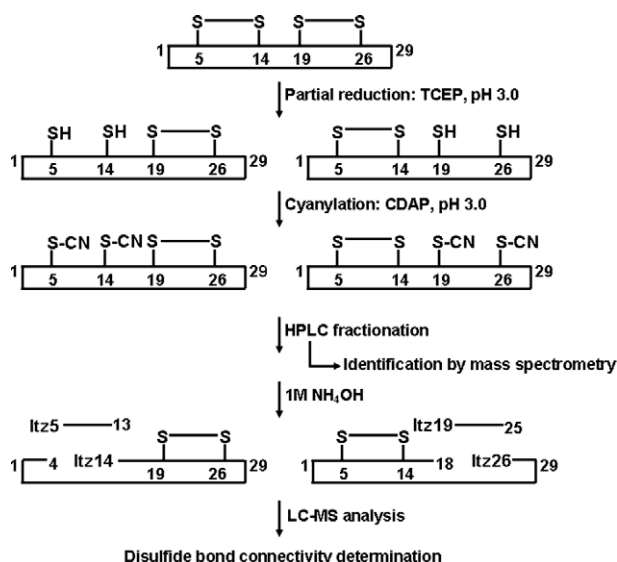 S S S S
1 5 14 19 26 29
Partial reduction: TCEP, pH 3.0
SH SH S S S S SH SH
1 5 14 19 26 29 1 5 14 19 26 29
Cyanylation: CDAP, pH 3.0
S-CN S-CN S S S S S-CN S-CN
1 5 14 19 26 29 1 5 14 19 26 29
HPLC fractionation
Identification by mass spectrometry
1M NH₄OH
Itz5 13 S S S S Itz19 25
1 4 Itz14 19 26 29 1 5 14 18 Itz26 29
LC-MS analysis
Disulfide bond connectivity determination